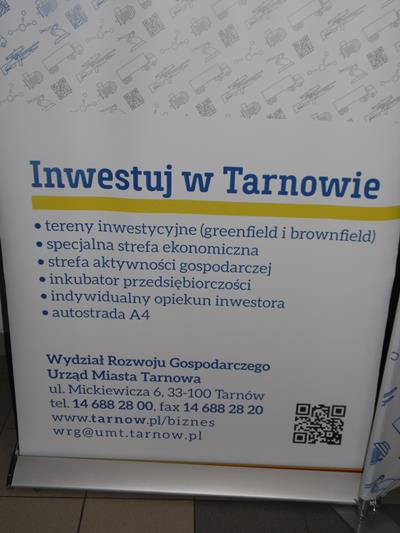 Inwestuj w Tarnowie
• tereny inwestycyjne (greenfield i brownfield)
• specjalna strefa ekonomiczna
• strefa aktywności gospodarczej
• inkubator przedsiębiorczości
• indywidualny opiekun inwestora
• autostrada A4
Wydział Rozwoju Gospodarczego
Urząd Miasta Tarnowa
ul. Mickiewicza 6, 33-100 Tarnów
tel. 14 688 28 00, fax 14 688 28 20
www.tarnow.pl/biznes
wrg@umt.tarnow.pl